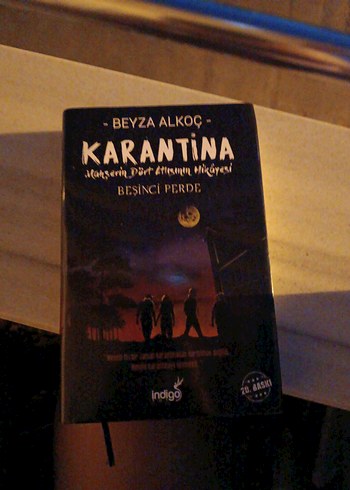 - BEYZA ALKOÇ -
KARANTİNA
Mahşerin Dört Atlısının Hikâyesi
BEŞİNCİ PERDE
indigo
20. BASKI